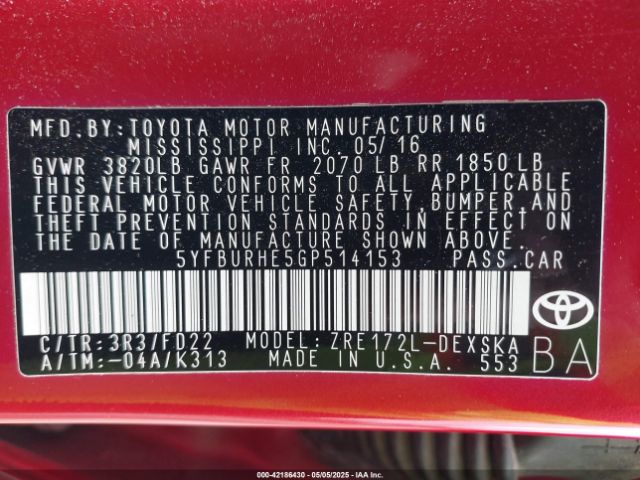 MFD.BY:TOYOTA MOTOR MANUFACTURING
MISSISSIPPI INC. 05/16
GVWR 3820LB GAWR FR 2070LB RR 1850LB
THIS VEHICLE CONFORMS TO ALL APPLICABLE
FEDERAL MOTOR VEHICLE SAFETY,BUMPER,AND
THEFT PREVENTION STANDARDS IN EFFECT ON
THE DATE OF MANUFACTURE SHOWN ABOVE.
5YFBURHE5GP514153 PASS.CAR
C/TR:3R3/FD22 MODEL:ZRE172L-DEXSKA
A/TM:-04A/K313 MADE IN U.S.A. 553
BA
000-42186430 - 05/05/2025 - IAA Inc.